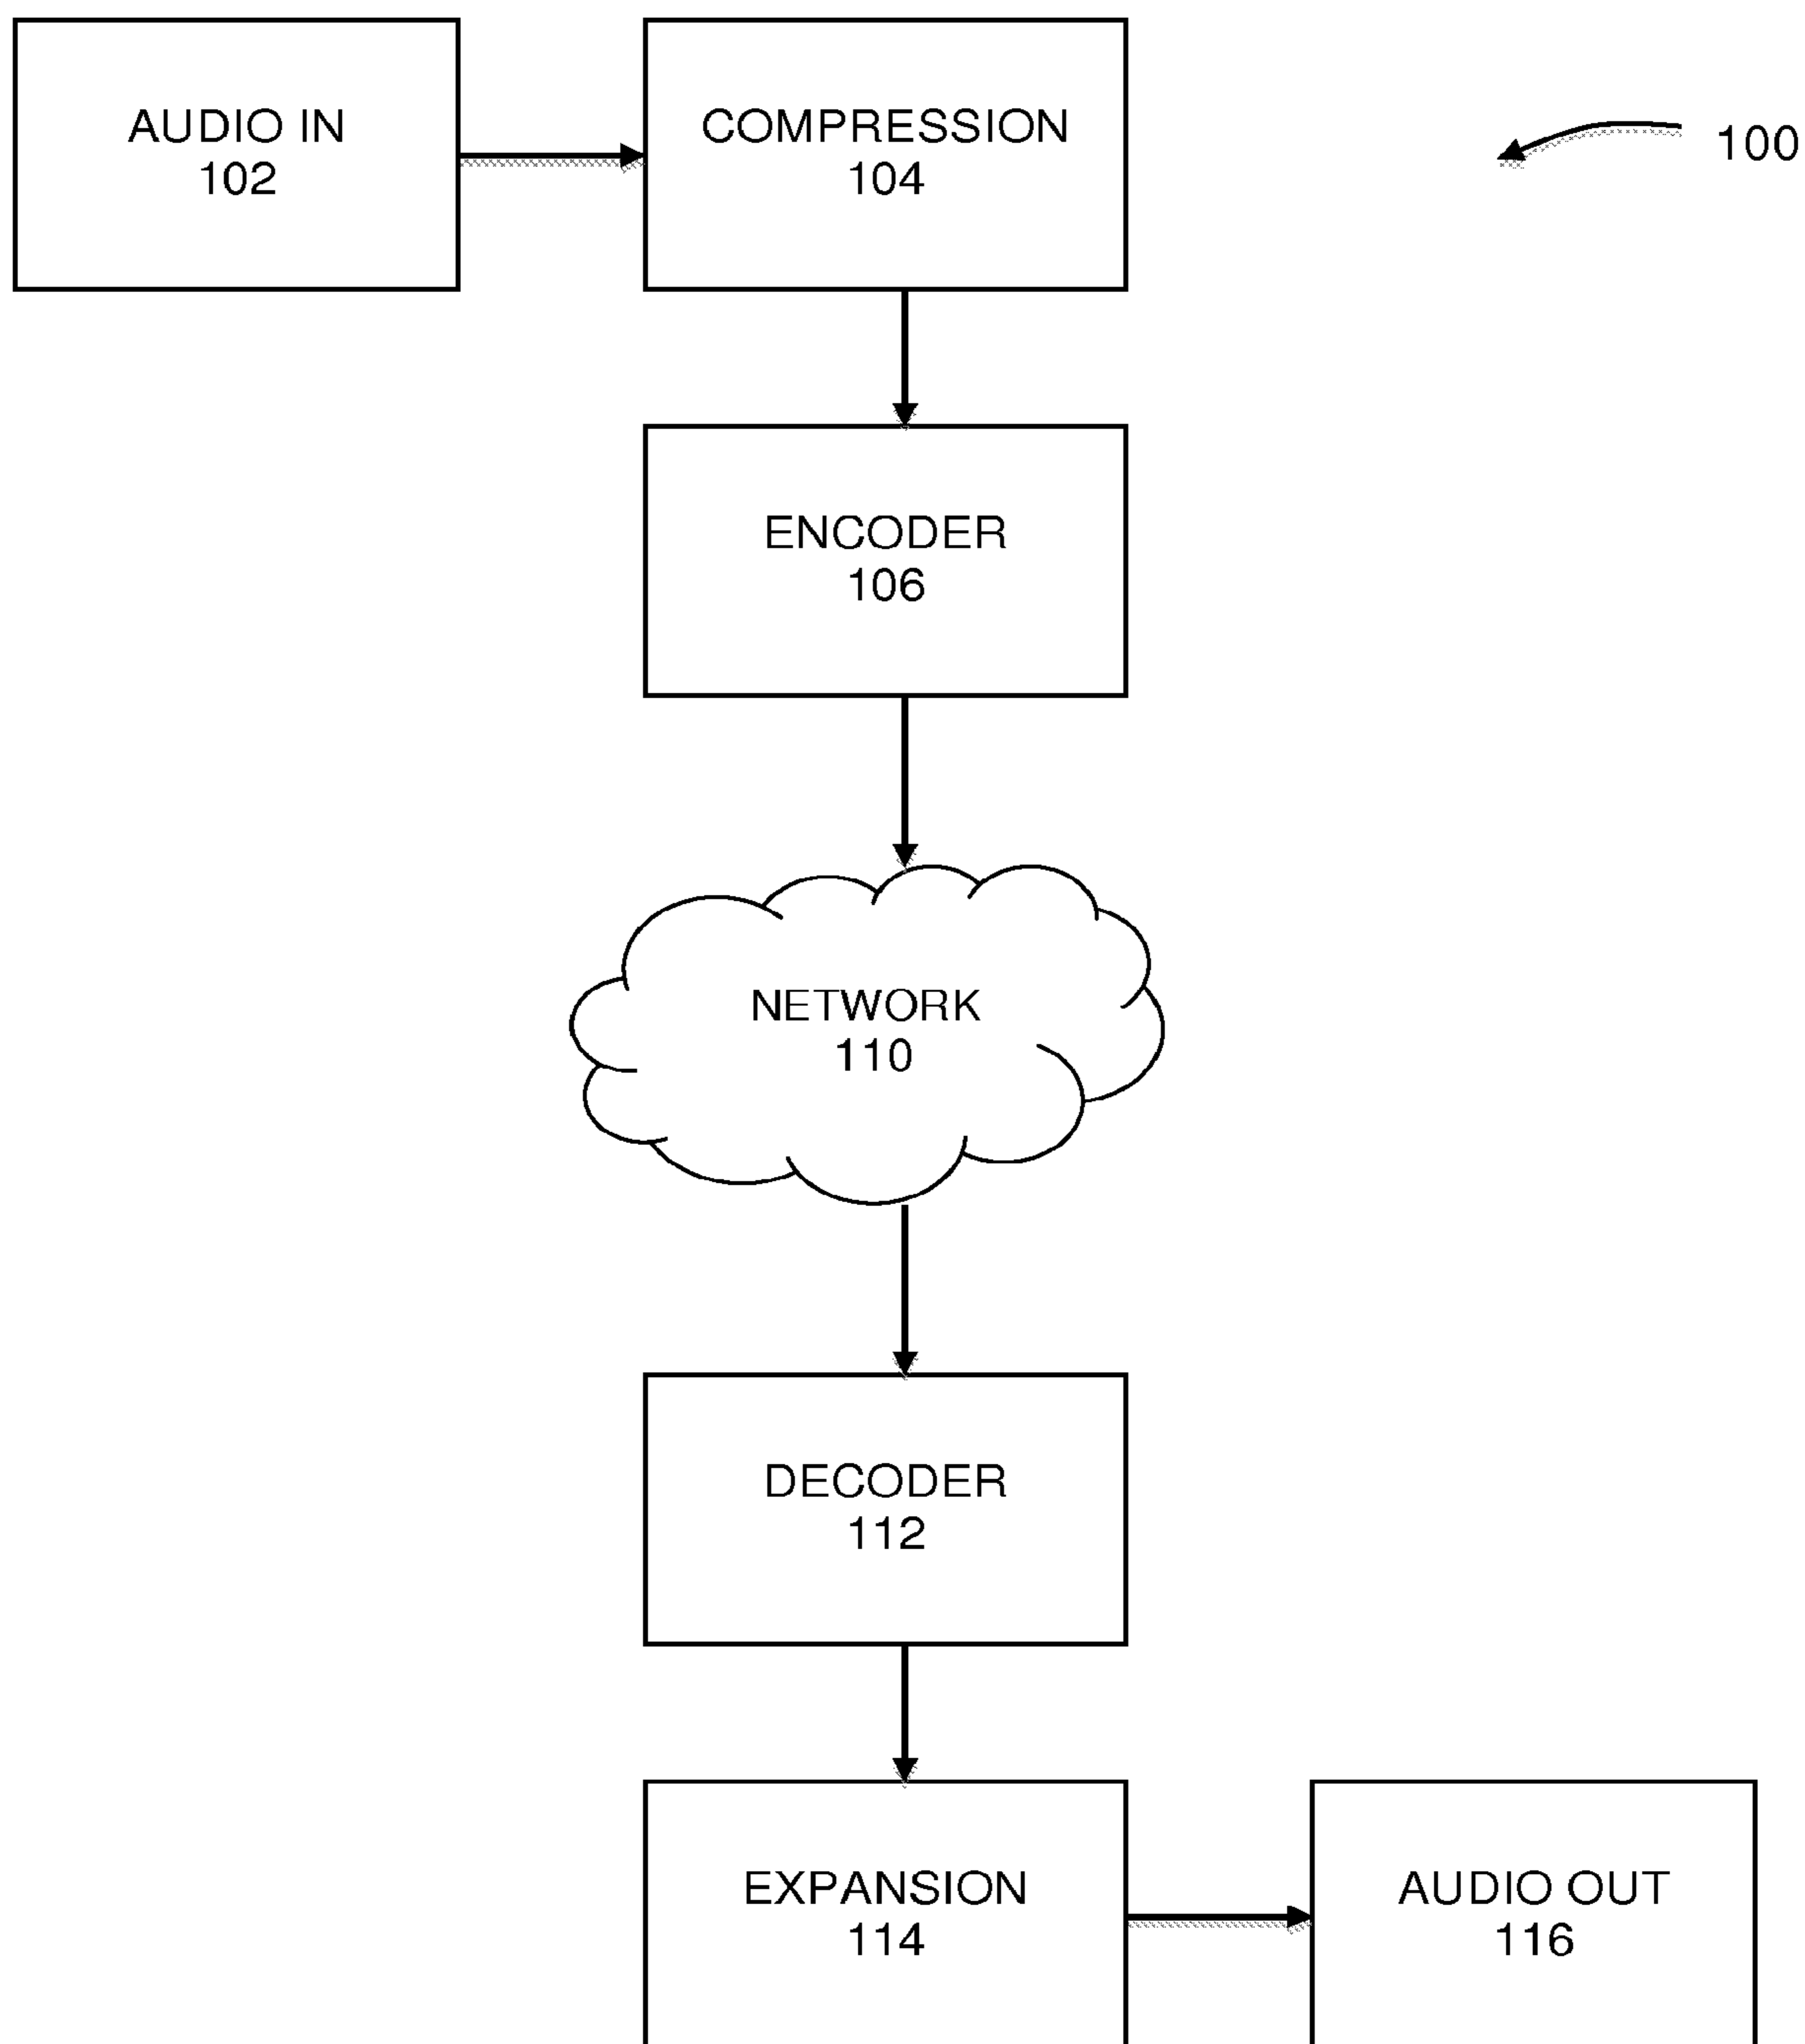 AUDIO IN
102
COMPRESSION
104
100
ENCODER
106
NETWORK
110
DECODER
112
EXPANSION
114
AUDIO OUT
116